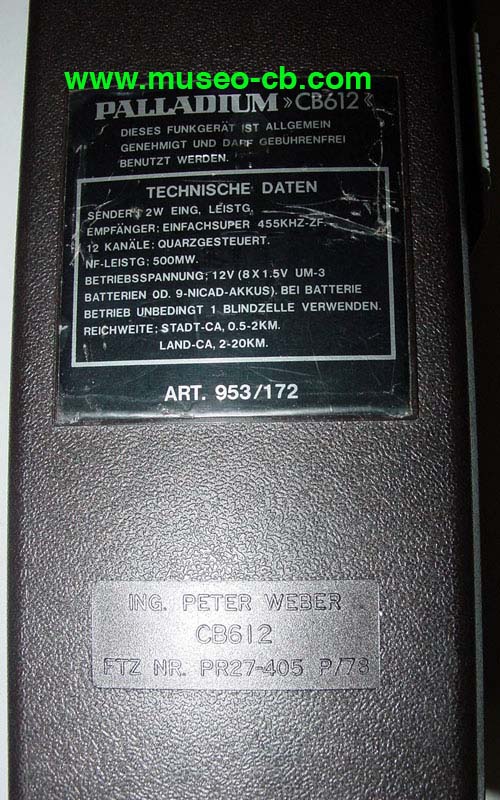 www.museo-cb.com
PALLADIUM »CB612«
DIESES FUNKGERÄT IST ALLGEMEIN
GENEHMIGT UND DARF GEBÜHRENFREI
BENUTZT WERDEN.
TECHNISCHE DATEN
SENDER; 2W EING, LEISTG,
EMPFÄNGER: EINFACHSUPER 455KHZ-ZF.
12 KANÄLE: QUARZGESTEUERT.
NF-LEISTG; 500MW.
BETRIEBSSPANNUNG; 12V (8 X 1.5V UM-3
BATTERIEN OD. 9-NICAD-AKKUS). BEI BATTERIE
BETRIEB UNBEDINGT 1 BLINDZELLE VERWENDEN.
REICHWEITE; STADT-CA, 0.5-2KM.
LAND-CA, 2-20KM.
ART. 953/172
ING. PETER WEBER
CB612
FTZ NR. PR27-405 P/78